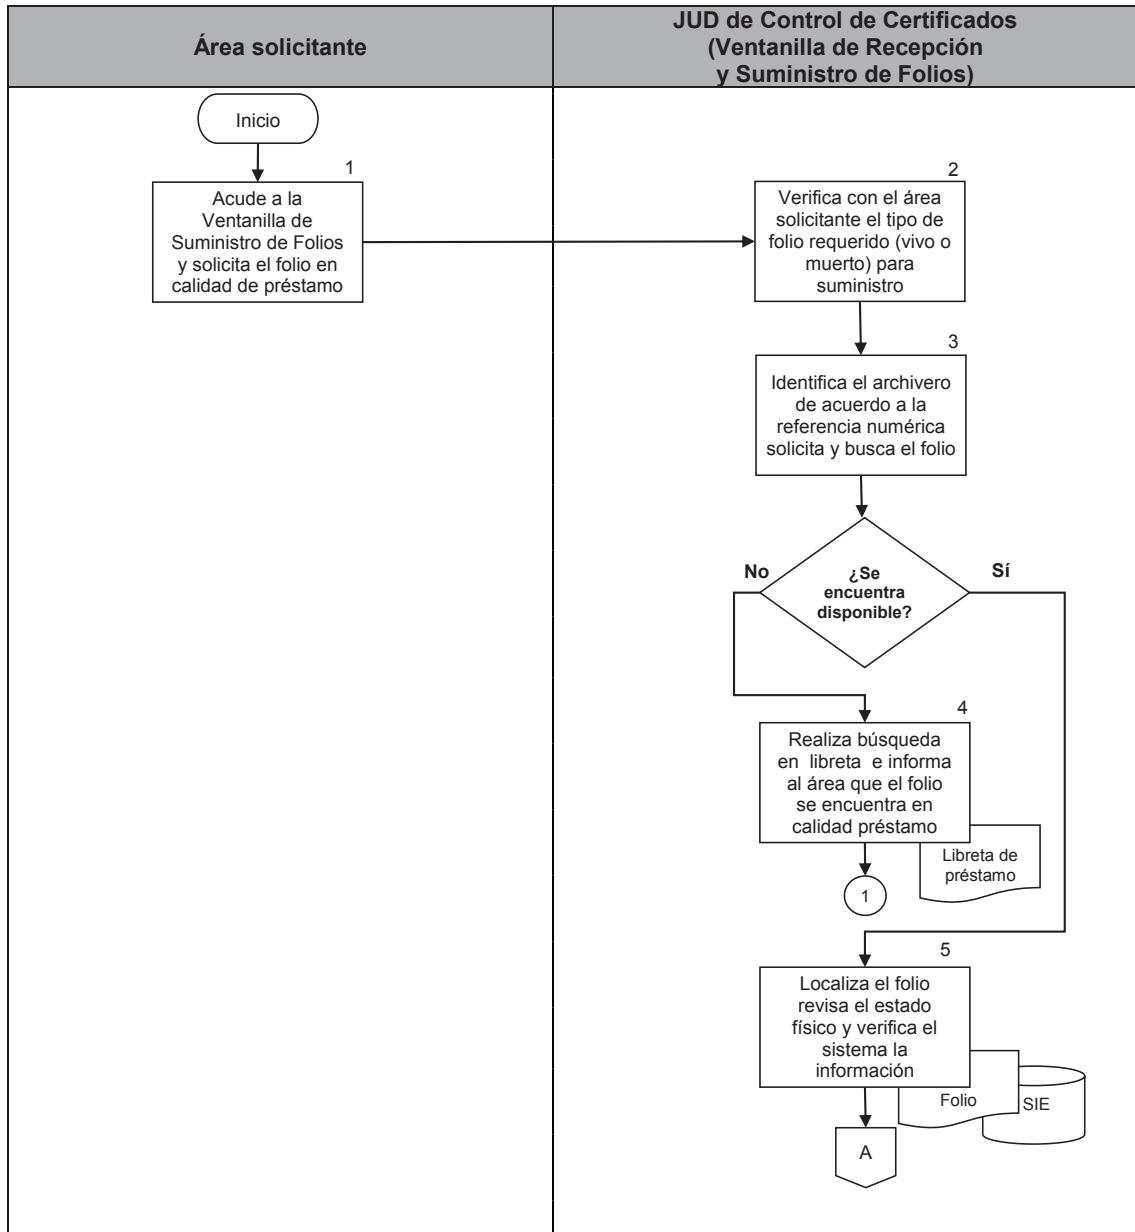 Área solicitante
JUD de Control de Certificados
(Ventanilla de Recepción
y Suministro de Folios)
Inicio
1
Acude a la
Ventanilla de
Suministro de Folios
y solicita el folio en
calidad de préstamo
2
Verifica con el área
solicitante el tipo de
folio requerido (vivo o
muerto) para
suministro
3
Identifica el archivero
de acuerdo a la
referencia numérica
solicita y busca el folio
No
¿Se
encuentra
disponible?
Sí
4
Realiza búsqueda
en libreta e informa
al área que el folio
se encuentra en
calidad préstamo
Libreta de
préstamo
1
5
Localiza el folio
revisa el estado
físico y verifica el
sistema la
información
Folio
SIE
A